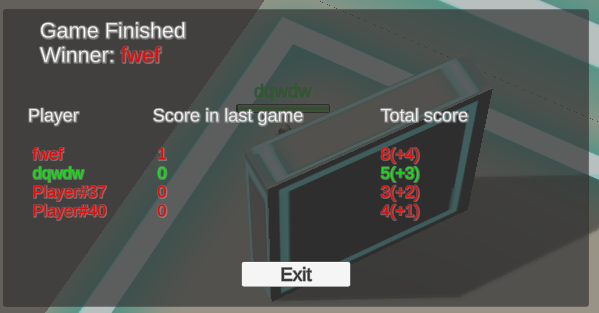 Game Finished
Winner: fwef
dqwdw
Player Score in last game Total score
fwef 1 8(+4)
dqwdw 0 5(+3)
Player#37 0 3(+2)
Player#40 0 4(+1)
Exit